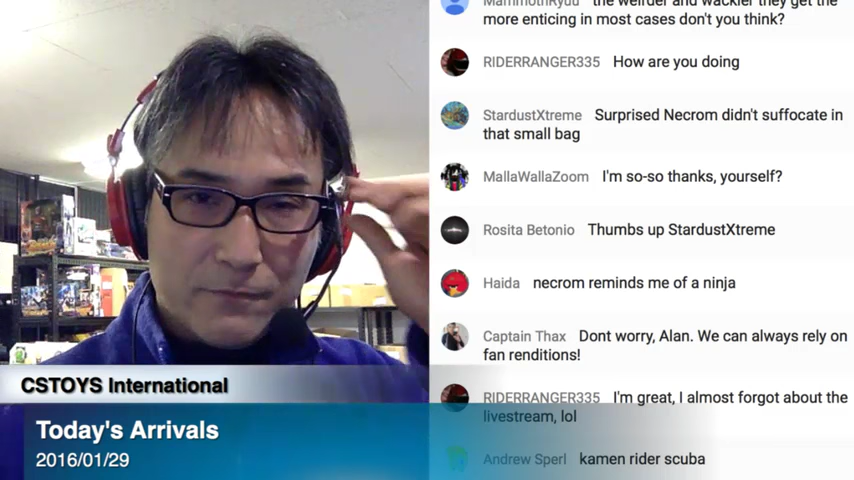 MammothRyuu the weirder and wackier they get the
more enticing in most cases don't you think?
RIDERRANGER335 How are you doing
StardustXtreme Surprised Necrom didn't suffocate in
that small bag
MallaWallaZoom I'm so-so thanks, yourself?
Rosita Betonio Thumbs up StardustXtreme
Haida necrom reminds me of a ninja
Captain Thax Dont worry, Alan. We can always rely on
fan renditions!
RIDERRANGER335 I'm great, I almost forgot about the
livestream, lol
Andrew Sperl kamen rider scuba
CSTOYS International
Today's Arrivals
2016/01/29